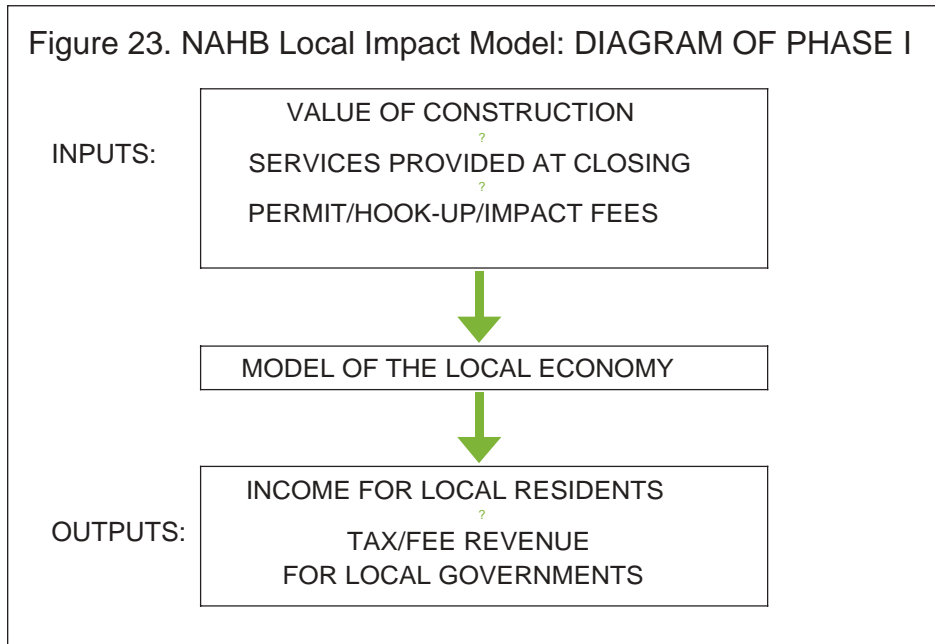 Figure 23. NAHB Local Impact Model: DIAGRAM OF PHASE I
INPUTS:
VALUE OF CONSTRUCTION
?
SERVICES PROVIDED AT CLOSING
?
PERMIT/HOOK-UP/IMPACT FEES
MODEL OF THE LOCAL ECONOMY
OUTPUTS:
INCOME FOR LOCAL RESIDENTS
?
TAX/FEE REVENUE
FOR LOCAL GOVERNMENTS